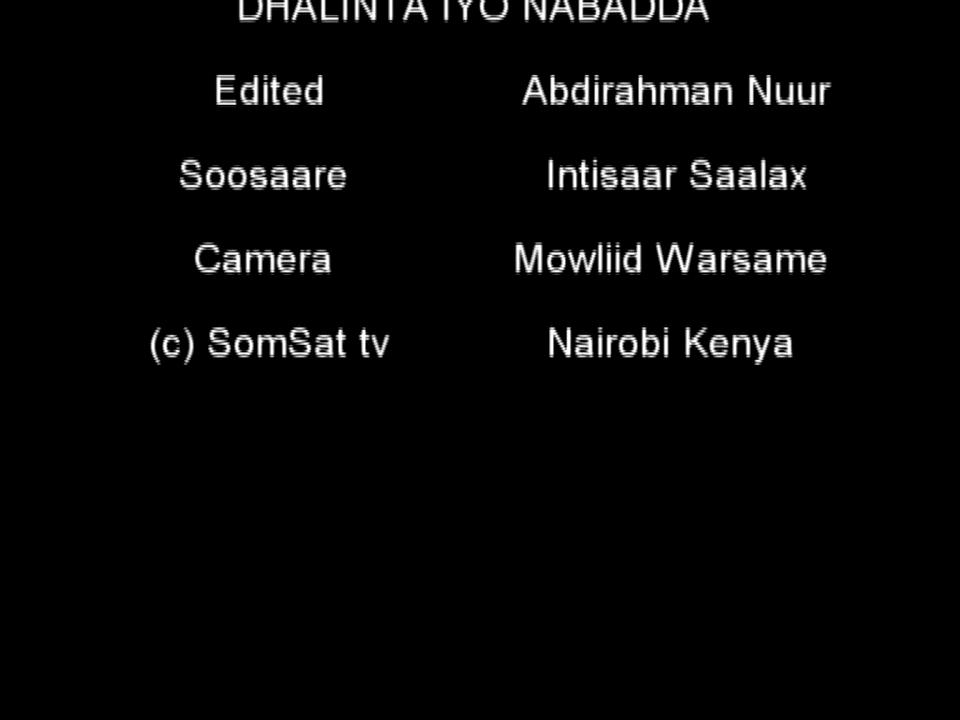 DHALINTA IYO NABADDA
Edited Abdirahman Nuur
Soosaare Intisaar Saalax
Camera Mowliid Warsame
(c) SomSat tv Nairobi Kenya